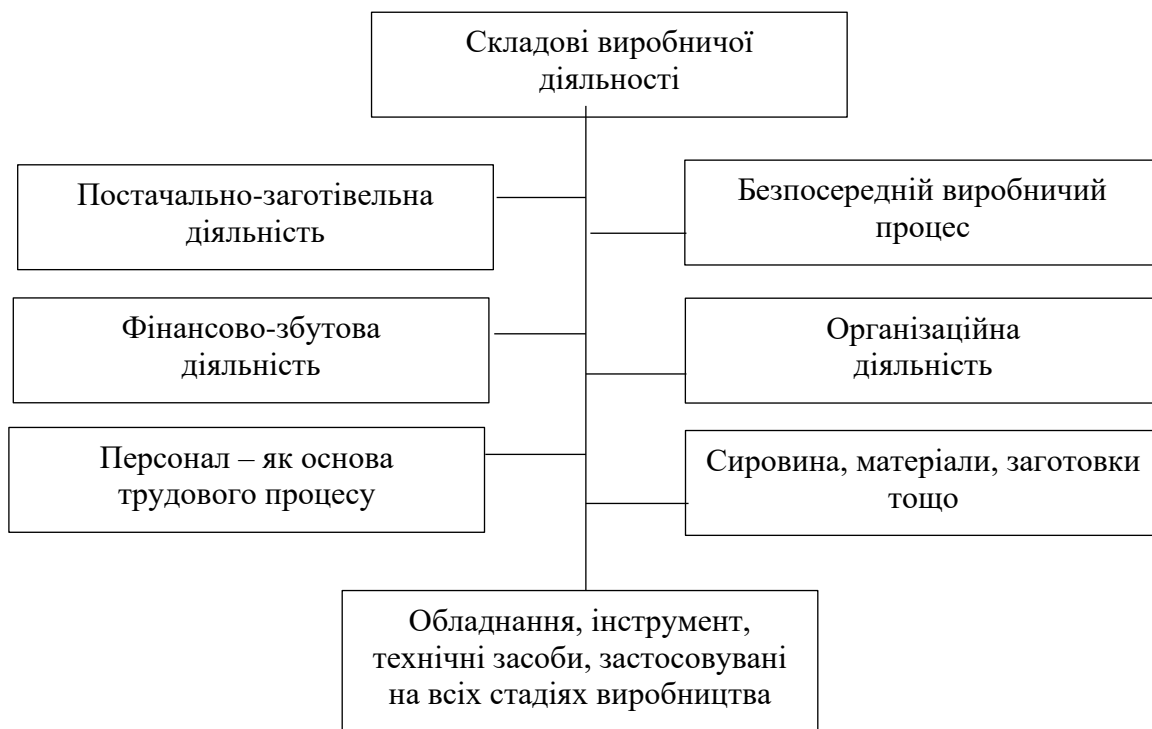 Складові виробничої
діяльності
Постачально-заготівельна
діяльність
Безпосередній виробничий
процес
Фінансово-збутова
діяльність
Організаційна
діяльність
Персонал – як основа
трудового процесу
Сировина, матеріали, заготовки
тощо
Обладнання, інструмент,
технічні засоби, застосовувані
на всіх стадіях виробництва